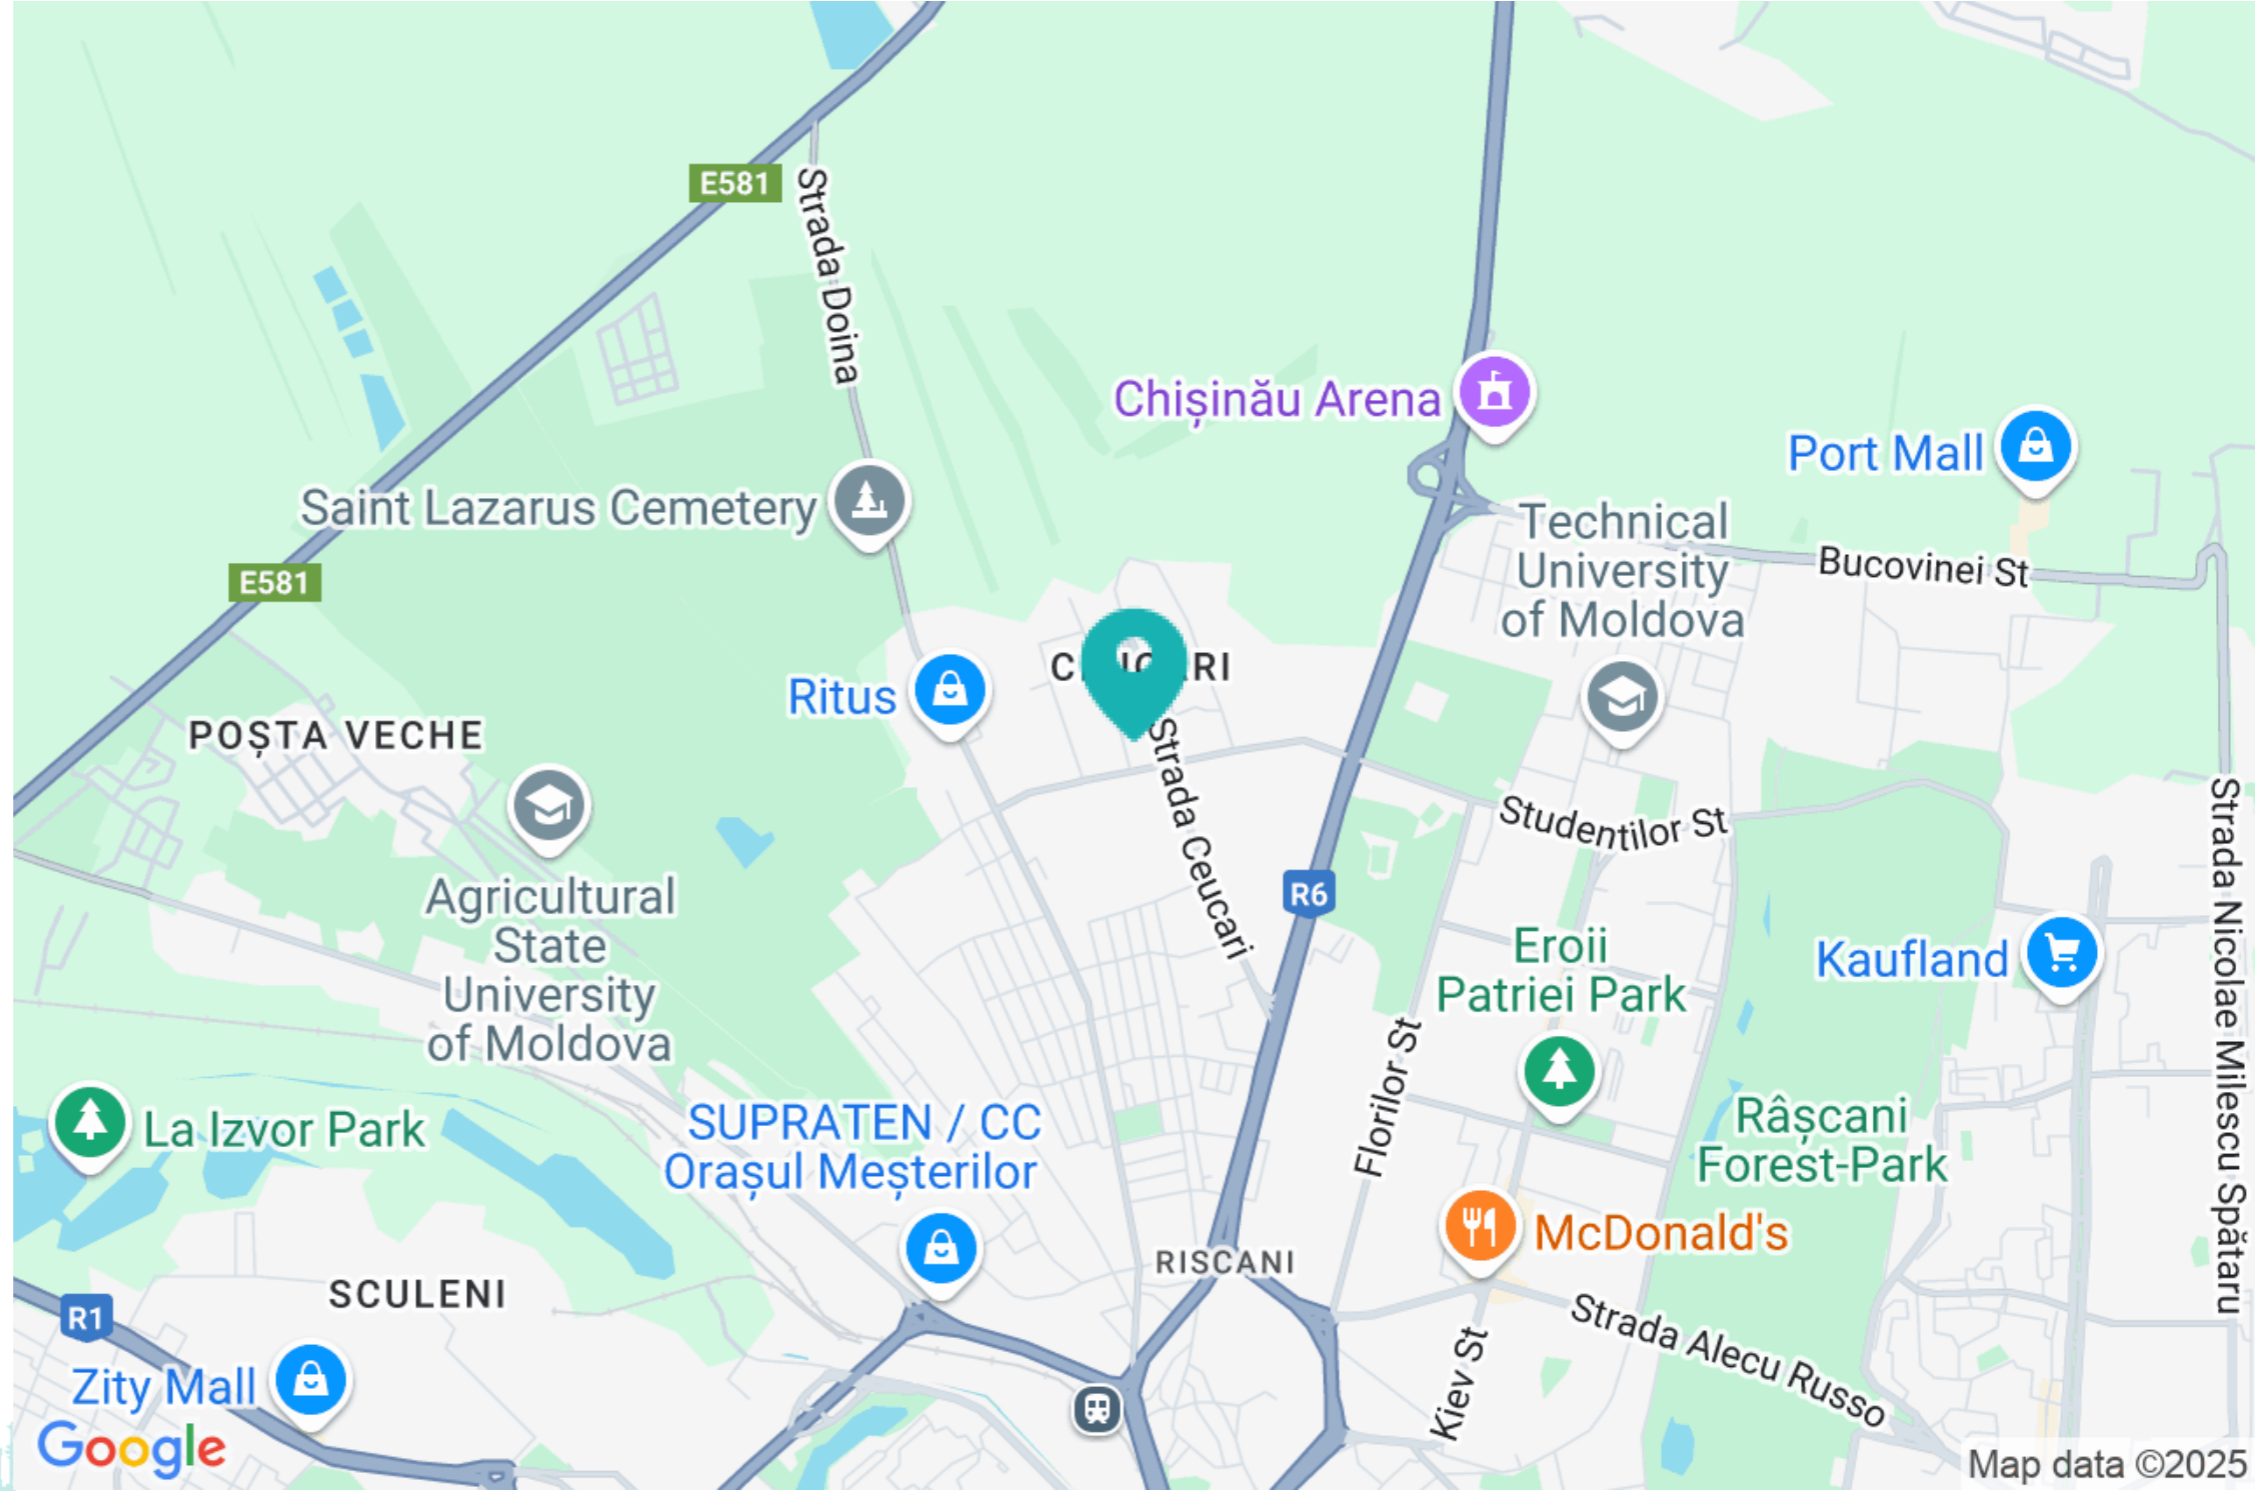 E581
Strada Doina
Chișinău Arena
Port Mall
Saint Lazarus Cemetery
Technical
University
of Moldova
Bucovinei St
E581
Ritus
POȘTA VECHE
Strada Ceucari
Studentilor St
Strada Nicolae Milescu Spătaru
Agricultural
State
University
of Moldova
R6
Eroii
Patriei Park
Kaufland
Florilor St
La Izvor Park
SUPRATEN / CC
Orașul Meșterilor
Râșcani
Forest-Park
McDonald's
RISCANI
SCULENI
R1
Strada Alecu Russo
Kiev St
Zity Mall
Google
Map data ©2025